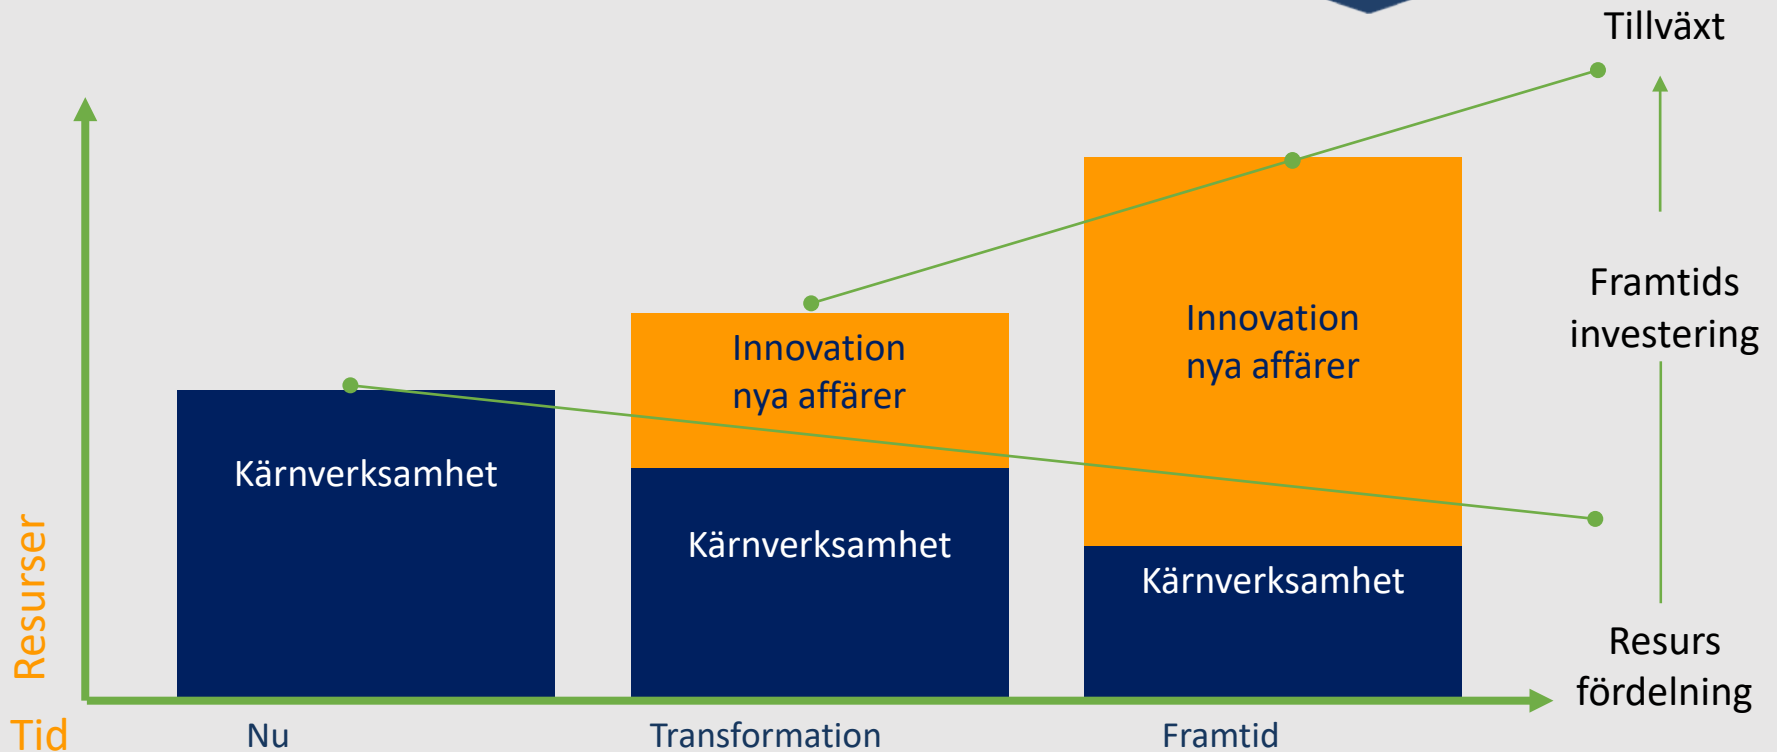 Tillväxt
Framtids
investering
Innovation
nya affärer
Innovation
nya affärer
Kärnverksamhet
Kärnverksamhet
Kärnverksamhet
Resurser
Resurs
fördelning
Tid
Nu
Transformation
Framtid